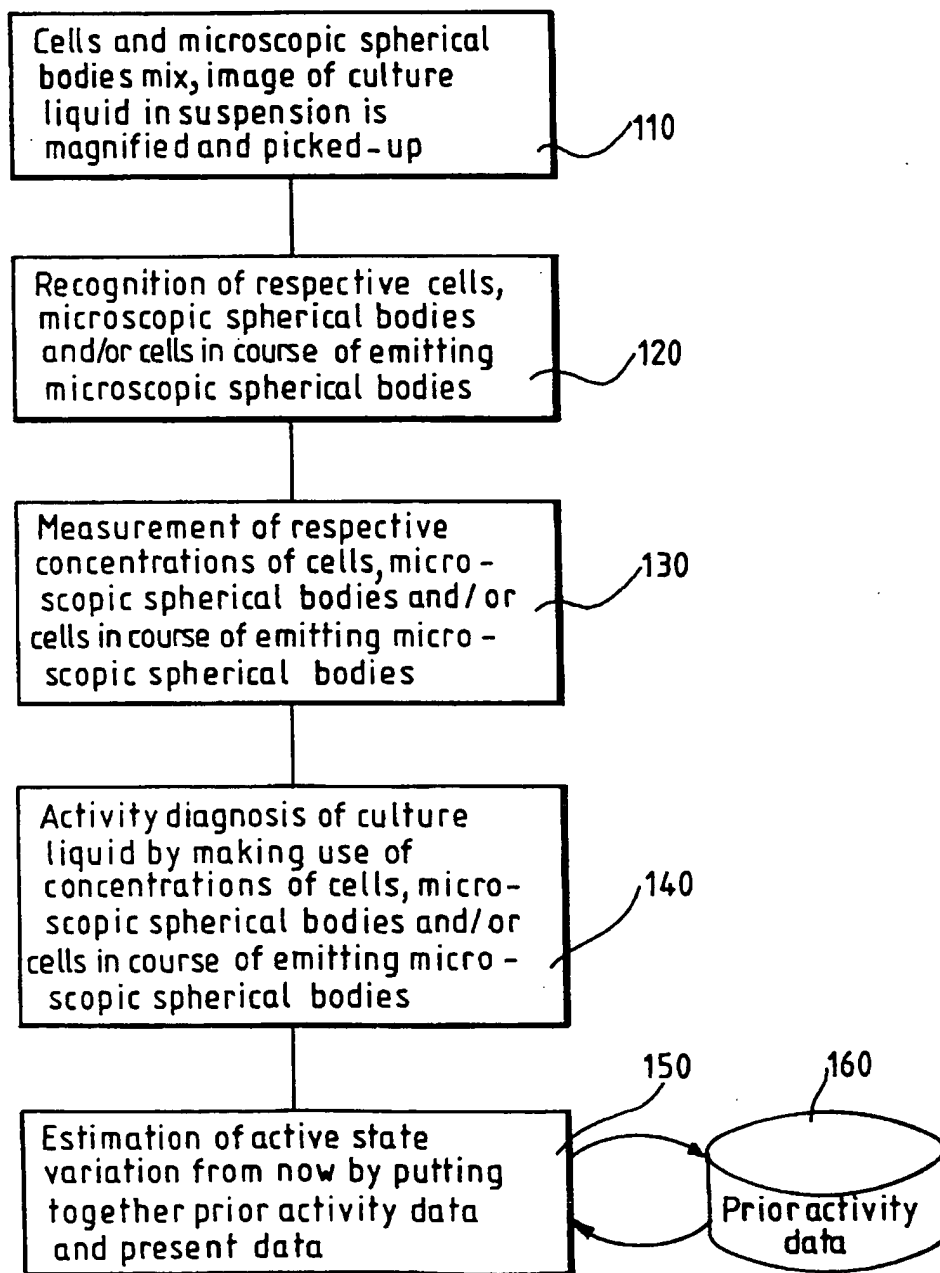 Cells and microscopic spherical
bodies mix, image of culture
liquid in suspension is
magnified and picked-up
110
Recognition of respective cells,
microscopic spherical bodies
and/or cells in course of emitting
microscopic spherical bodies
120
Measurement of respective
concentrations of cells, micro-
scopic spherical bodies and/or
cells in course of emitting micro-
scopic spherical bodies
130
Activity diagnosis of culture
liquid by making use of
concentrations of cells, micro-
scopic spherical bodies and/or
cells in course of emitting micro-
scopic spherical bodies
140
150
160
Estimation of active state
variation from now by putting
together prior activity data
and present data
Prior activity
data